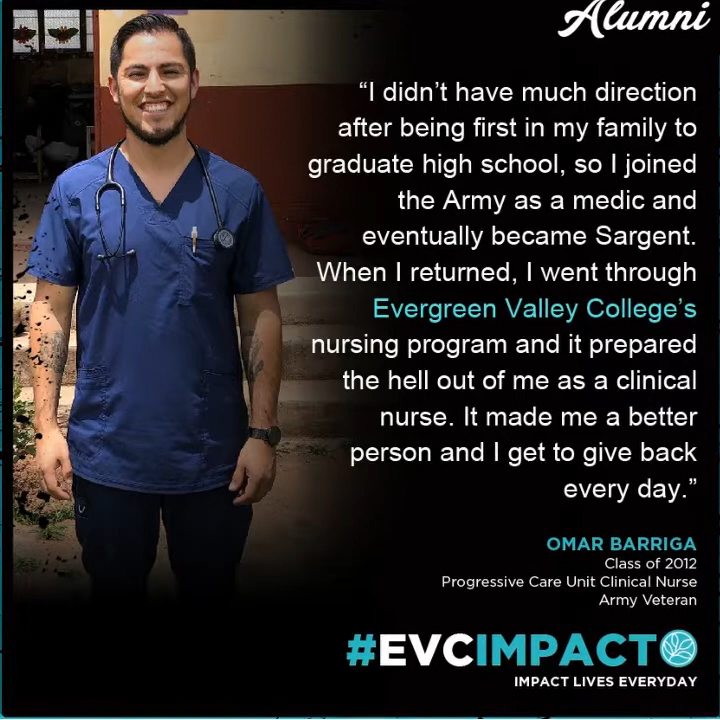 Alumni
“I didn’t have much direction
after being first in my family to
graduate high school, so I joined
the Army as a medic and
eventually became Sargent.
When I returned, I went through
Evergreen Valley College’s
nursing program and it prepared
the hell out of me as a clinical
nurse. It made me a better
person and I get to give back
every day.”
OMAR BARRIGA
Class of 2012
Progressive Care Unit Clinical Nurse
Army Veteran
#EVCIMPACT
IMPACT LIVES EVERYDAY